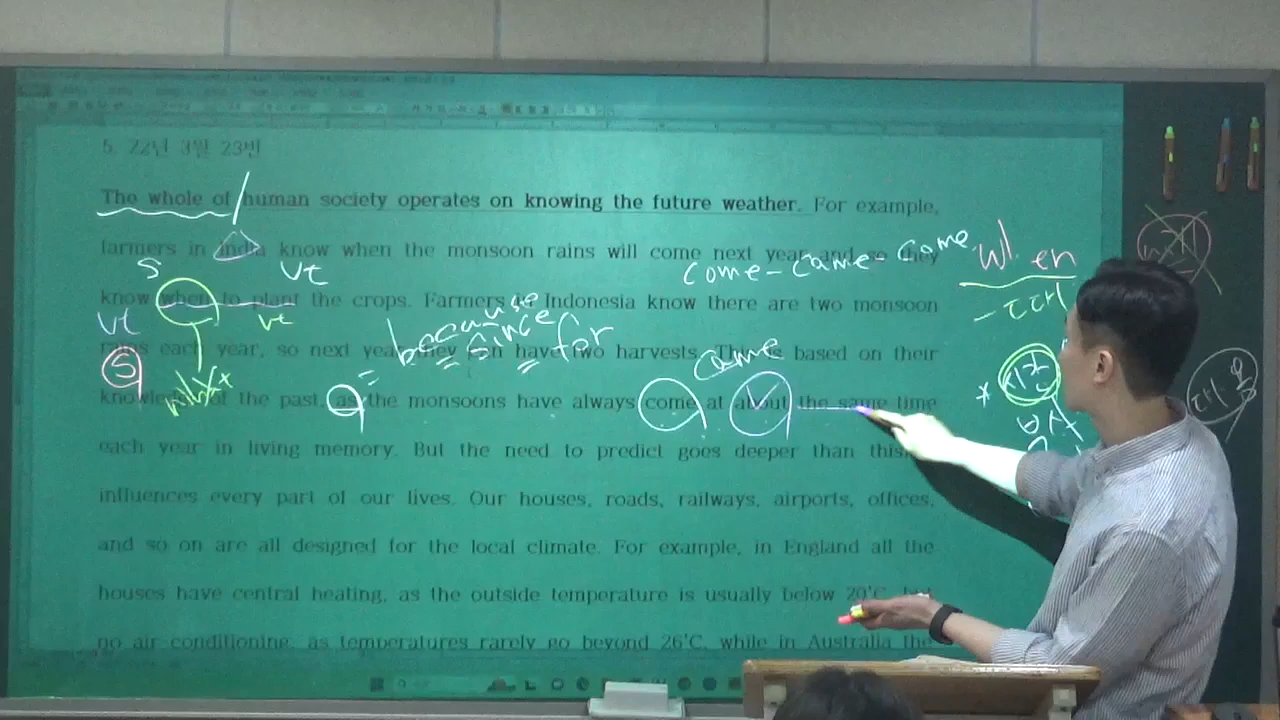 5. 22년 3월 23번
The whole of human society operates on knowing the future weather. For example,
farmers in India know when the monsoon rains will come next year and so they
come - came - come
when
S
vt
know when to plant the crops. Farmers in Indonesia know there are two monsoon
vt
vt
because
= since
= for
rains each year, so next year they can have two harvests. This is based on their
came
S
knowledge of the past, as the monsoons have always come at about the same time
each year in living memory. But the need to predict goes deeper than this;
influences every part of our lives. Our houses, roads, railways, airports, offices,
and so on are all designed for the local climate. For example, in England all the
houses have central heating, as the outside temperature is usually below 20°C, but
no air conditioning, as temperatures rarely go beyond 26°C, while in Australia the